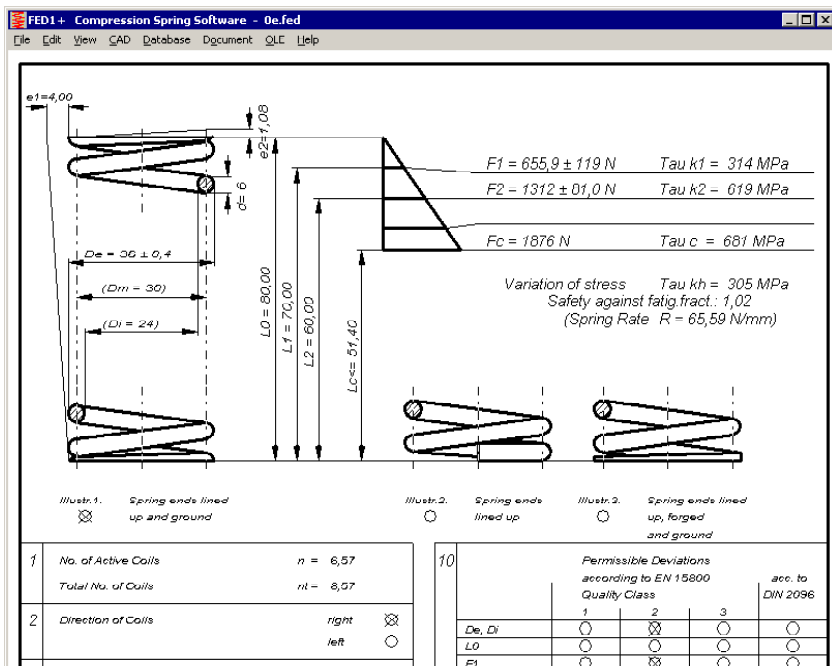 FED1+ Compression Spring Software - 0e.fed
File Edit View CAD Database Document OLE Help
e1=4,00
e2=1,08
d= 6
De = 36 ± 0,4
(Dm = 30)
(Di = 24)
L0 = 80,00
L1 = 70,00
L2 = 60,00
Lc<= 51,40
F1 = 655,9 ± 119 N Tau k1 = 314 MPa
F2 = 1312 ± 81,0 N Tau k2 = 619 MPa
Fc = 1876 N Tau c = 681 MPa
Variation of stress Tau kh = 305 MPa
Safety against fatig.fract.: 1,02
(Spring Rate R = 65,59 N/mm)
Illustr.1. Spring ends lined
up and ground
Illustr.2. Spring ends
lined up
Illustr.3. Spring ends lined
up, forged
and ground
1 No. of Active Coils n = 6,57
Total No. of Coils nt = 8,57
2 Direction of Coils right
left
10 Permissible Deviations
according to EN 15800 acc. to
Quality Class DIN 2096
1 2 3
De, Di
L0
F1